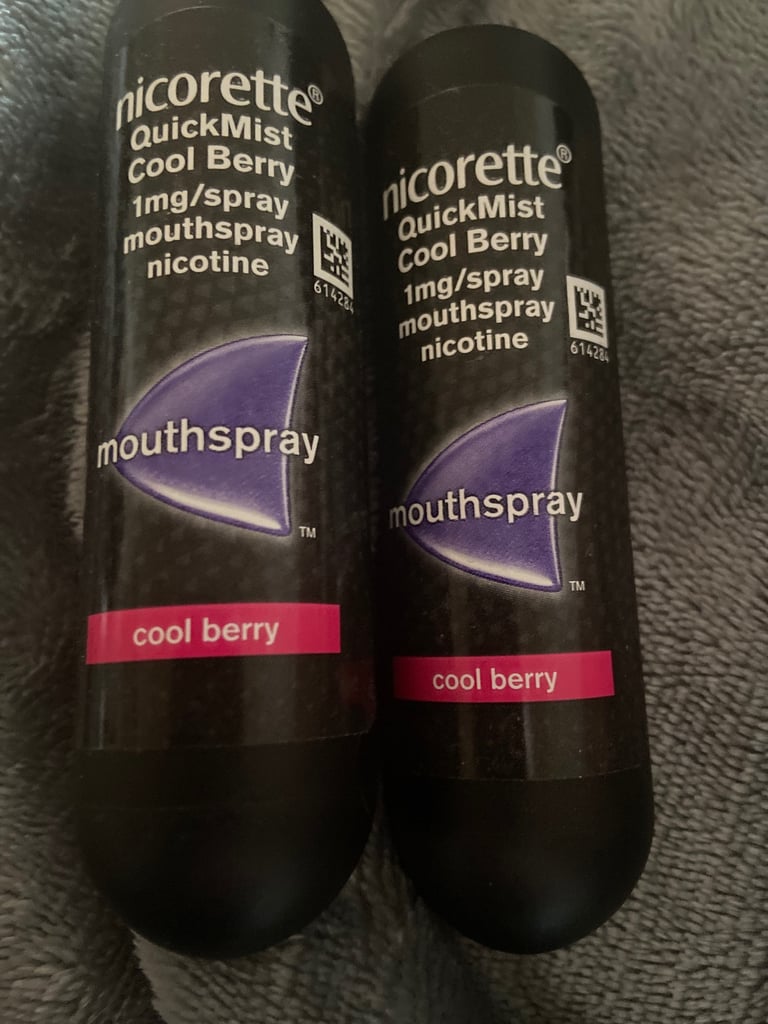 nicorette®
QuickMist
Cool Berry
1mg/spray
mouthspray
nicotine
614284
mouthspray
TM
cool berry
nicorette®
QuickMist
Cool Berry
1mg/spray
mouthspray
nicotine
614284
mouthspray
TM
cool berry